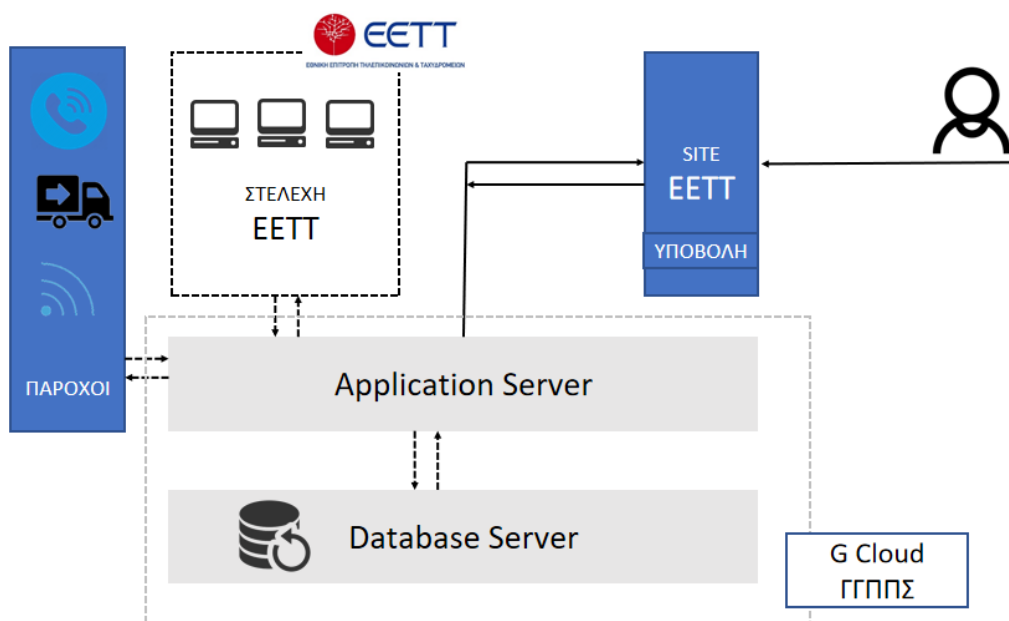 ΕΕΤΤ
ΕΘΝΙΚΗ ΕΠΙΤΡΟΠΗ ΤΗΛΕΠΙΚΟΙΝΩΝΙΩΝ & ΤΑΧΥΔΡΟΜΕΙΩΝ
ΣΤΕΛΕΧΗ
ΕΕΤΤ
SITE
ΕΕΤΤ
ΥΠΟΒΟΛΗ
ΠΑΡΟΧΟΙ
Application Server
Database Server
G Cloud
ΓΓΠΠΣ